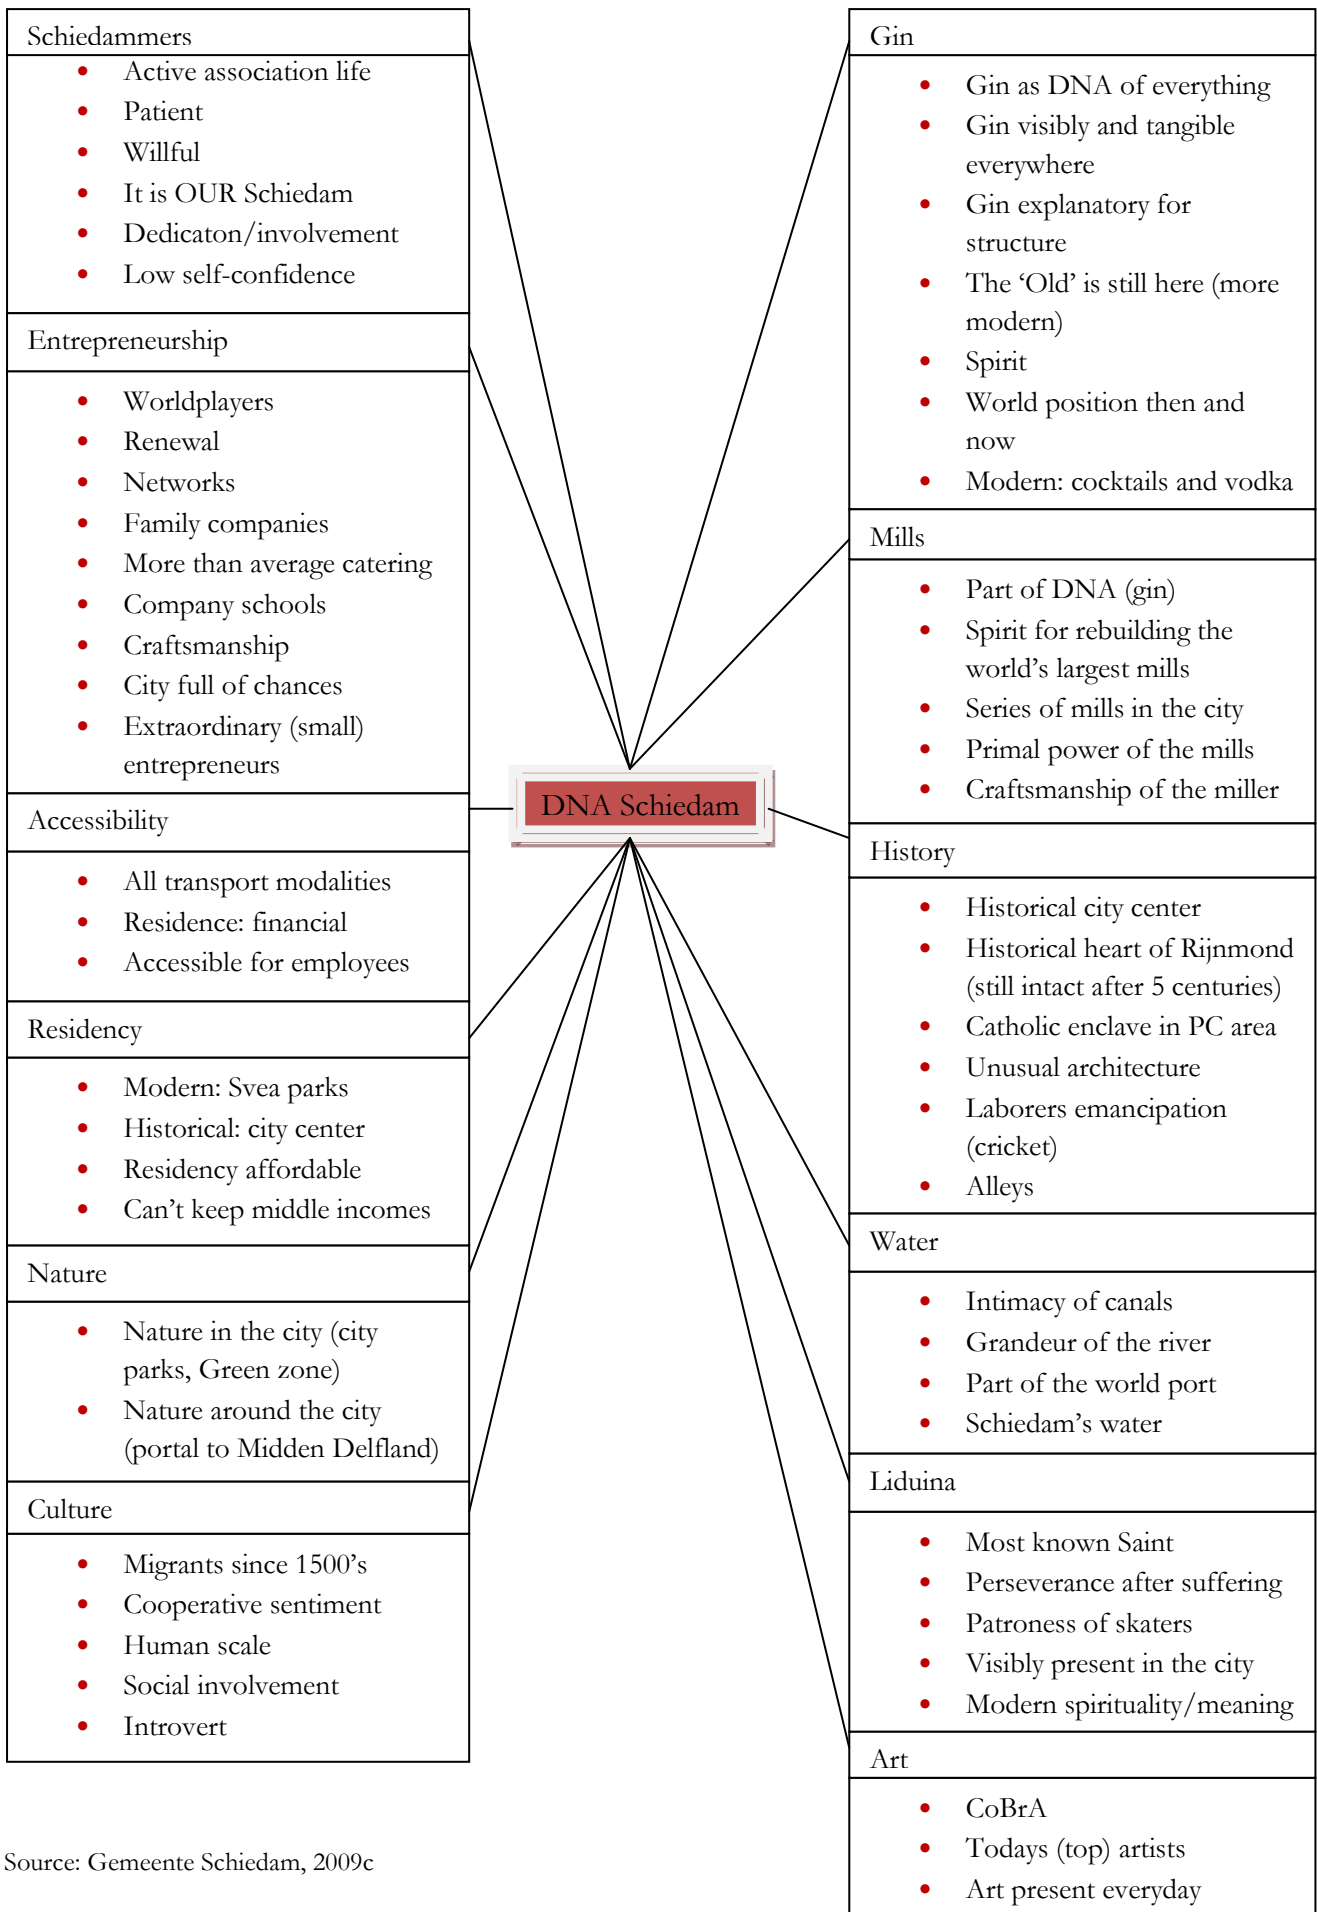 Schiedammers
• Active association life
• Patient
• Willful
• It is OUR Schiedam
• Dedicaton/involvement
• Low self-confidence
Entrepreneurship
• Worldplayers
• Renewal
• Networks
• Family companies
• More than average catering
• Company schools
• Craftsmanship
• City full of chances
• Extraordinary (small)
entrepreneurs
Accessibility
• All transport modalities
• Residence: financial
• Accessible for employees
Residency
• Modern: Svea parks
• Historical: city center
• Residency affordable
• Can’t keep middle incomes
Nature
• Nature in the city (city
parks, Green zone)
• Nature around the city
(portal to Midden Delfland)
Culture
• Migrants since 1500’s
• Cooperative sentiment
• Human scale
• Social involvement
• Introvert
DNA Schiedam
Gin
• Gin as DNA of everything
• Gin visibly and tangible
everywhere
• Gin explanatory for
structure
• The ‘Old’ is still here (more
modern)
• Spirit
• World position then and
now
• Modern: cocktails and vodka
Mills
• Part of DNA (gin)
• Spirit for rebuilding the
world’s largest mills
• Series of mills in the city
• Primal power of the mills
• Craftsmanship of the miller
History
• Historical city center
• Historical heart of Rijnmond
(still intact after 5 centuries)
• Catholic enclave in PC area
• Unusual architecture
• Laborers emancipation
(cricket)
• Alleys
Water
• Intimacy of canals
• Grandeur of the river
• Part of the world port
• Schiedam’s water
Liduina
• Most known Saint
• Perseverance after suffering
• Patroness of skaters
• Visibly present in the city
• Modern spirituality/meaning
Art
• CoBrA
• Todays (top) artists
• Art present everyday
Source: Gemeente Schiedam, 2009c